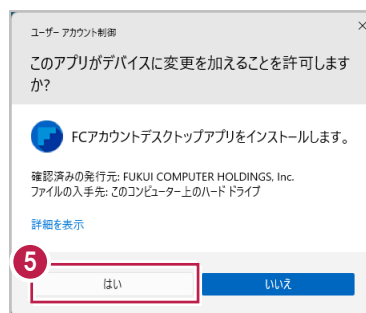 ユーザー アカウント制御
このアプリがデバイスに変更を加えることを許可します
か?
FCアカウントデスクトップアプリをインストールします。
確認済みの発行元: FUKUI COMPUTER HOLDINGS, Inc.
ファイルの入手先: このコンピューター上のハード ドライブ
詳細を表示
5
はい
いいえ